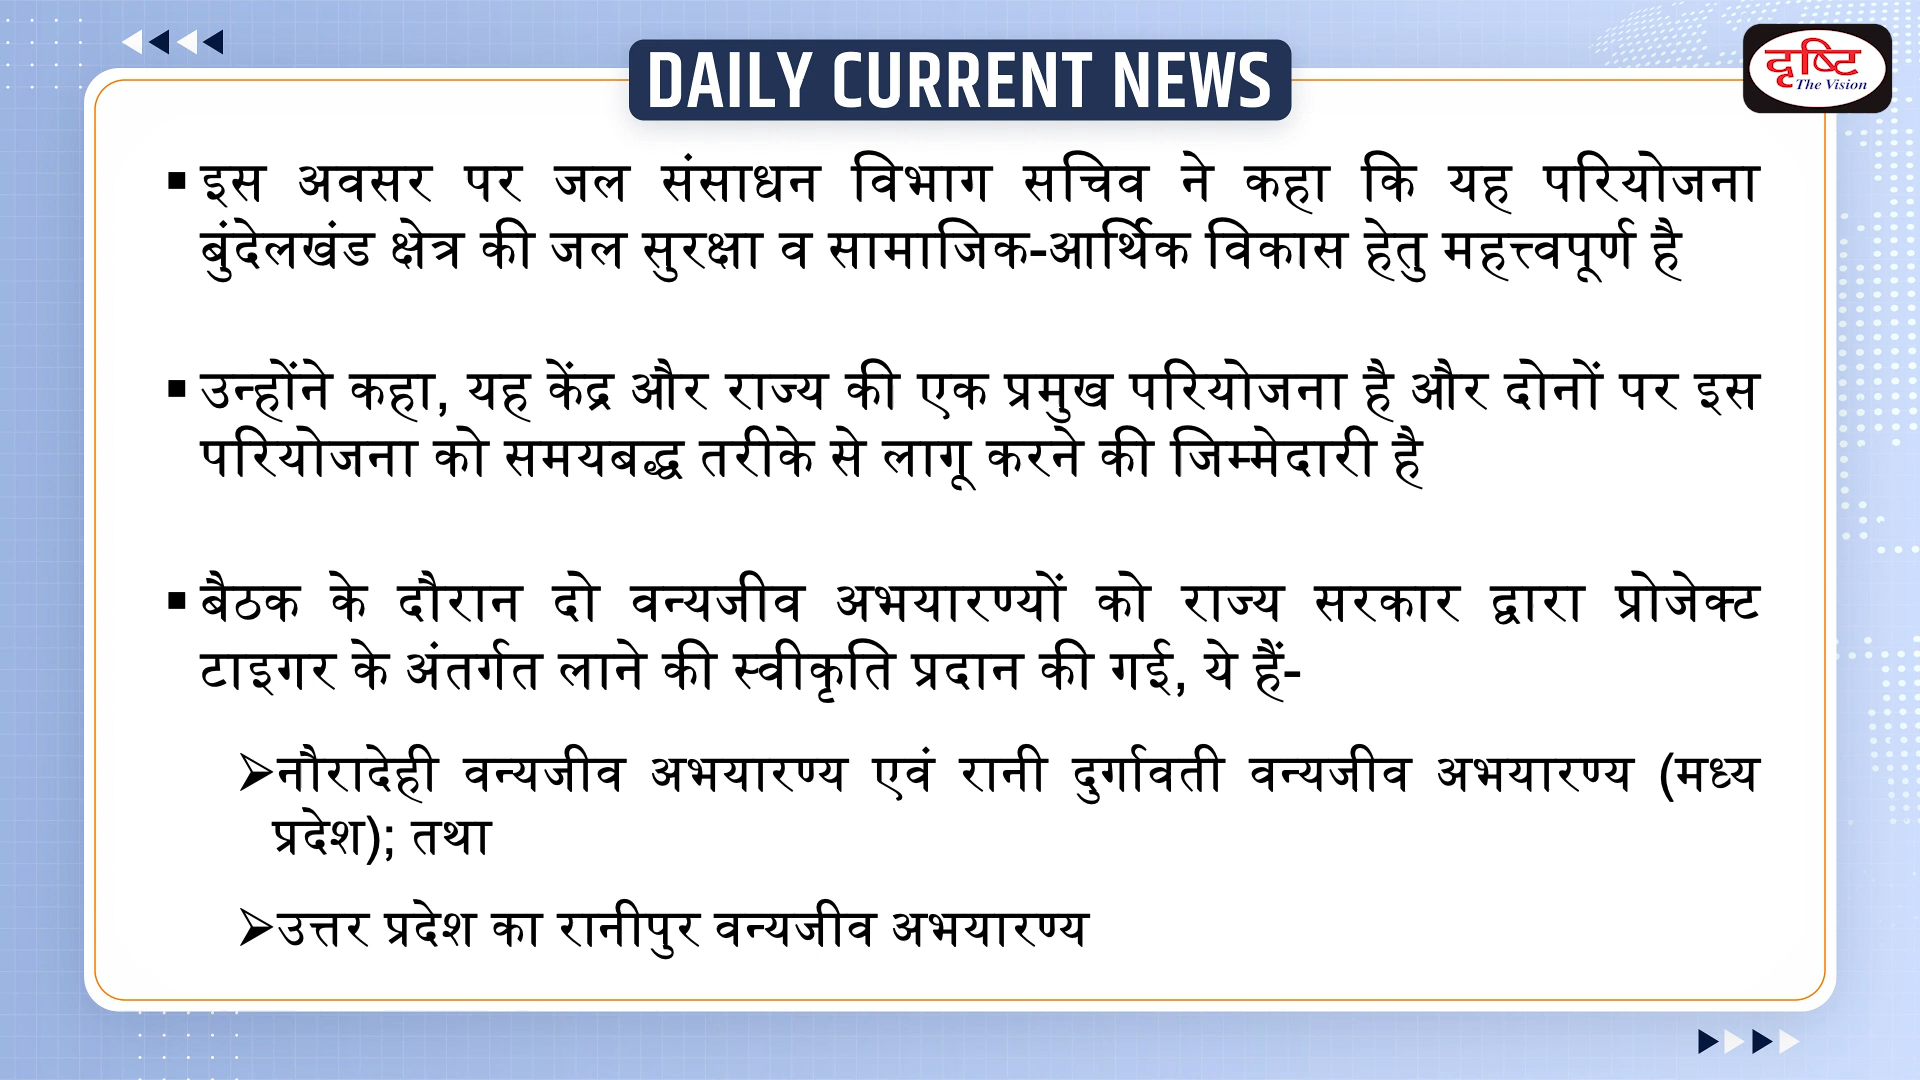 DAILY CURRENT NEWS
दृष्टि
The Vision
▪ इस अवसर पर जल संसाधन विभाग सचिव ने कहा कि यह परियोजना
बुंदेलखंड क्षेत्र की जल सुरक्षा व सामाजिक-आर्थिक विकास हेतु महत्त्वपूर्ण है
▪ उन्होंने कहा, यह केंद्र और राज्य की एक प्रमुख परियोजना है और दोनों पर इस
परियोजना को समयबद्ध तरीके से लागू करने की जिम्मेदारी है
▪ बैठक के दौरान दो वन्यजीव अभयारण्यों को राज्य सरकार द्वारा प्रोजेक्ट
टाइगर के अंतर्गत लाने की स्वीकृति प्रदान की गई, ये हैं-
➢नौरादेही वन्यजीव अभयारण्य एवं रानी दुर्गावती वन्यजीव अभयारण्य (मध्य
प्रदेश); तथा
➢उत्तर प्रदेश का रानीपुर वन्यजीव अभयारण्य